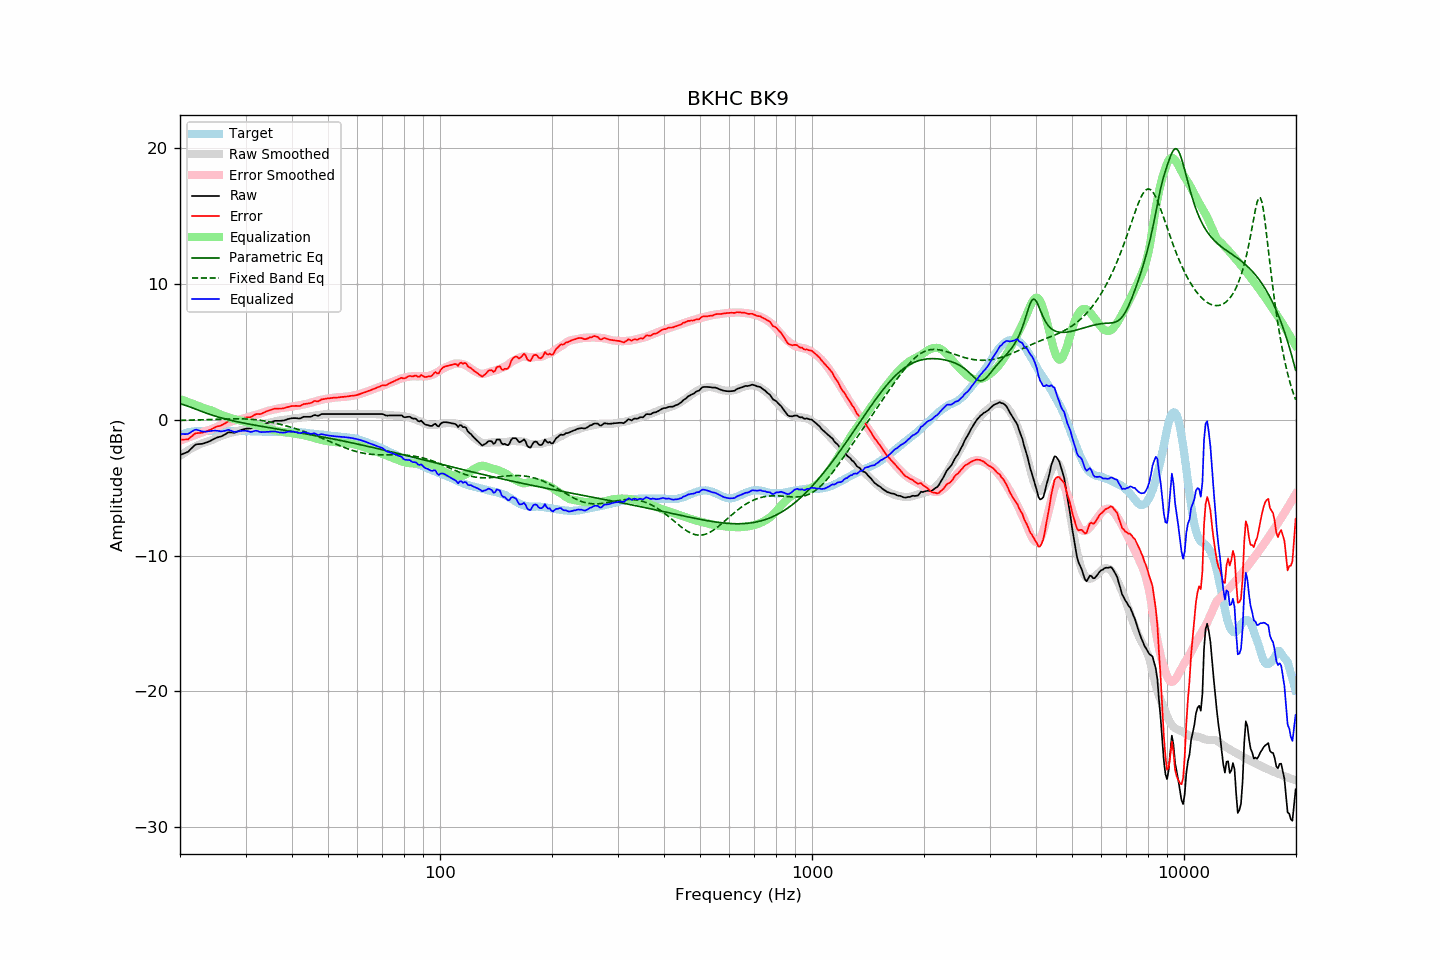 BKHC BK9
Target
Raw Smoothed
Error Smoothed
Raw
Error
Equalization
Parametric Eq
Fixed Band Eq
Equalized
20
10
0
−10
−20
−30
Amplitude (dBr)
100
1000
10000
Frequency (Hz)